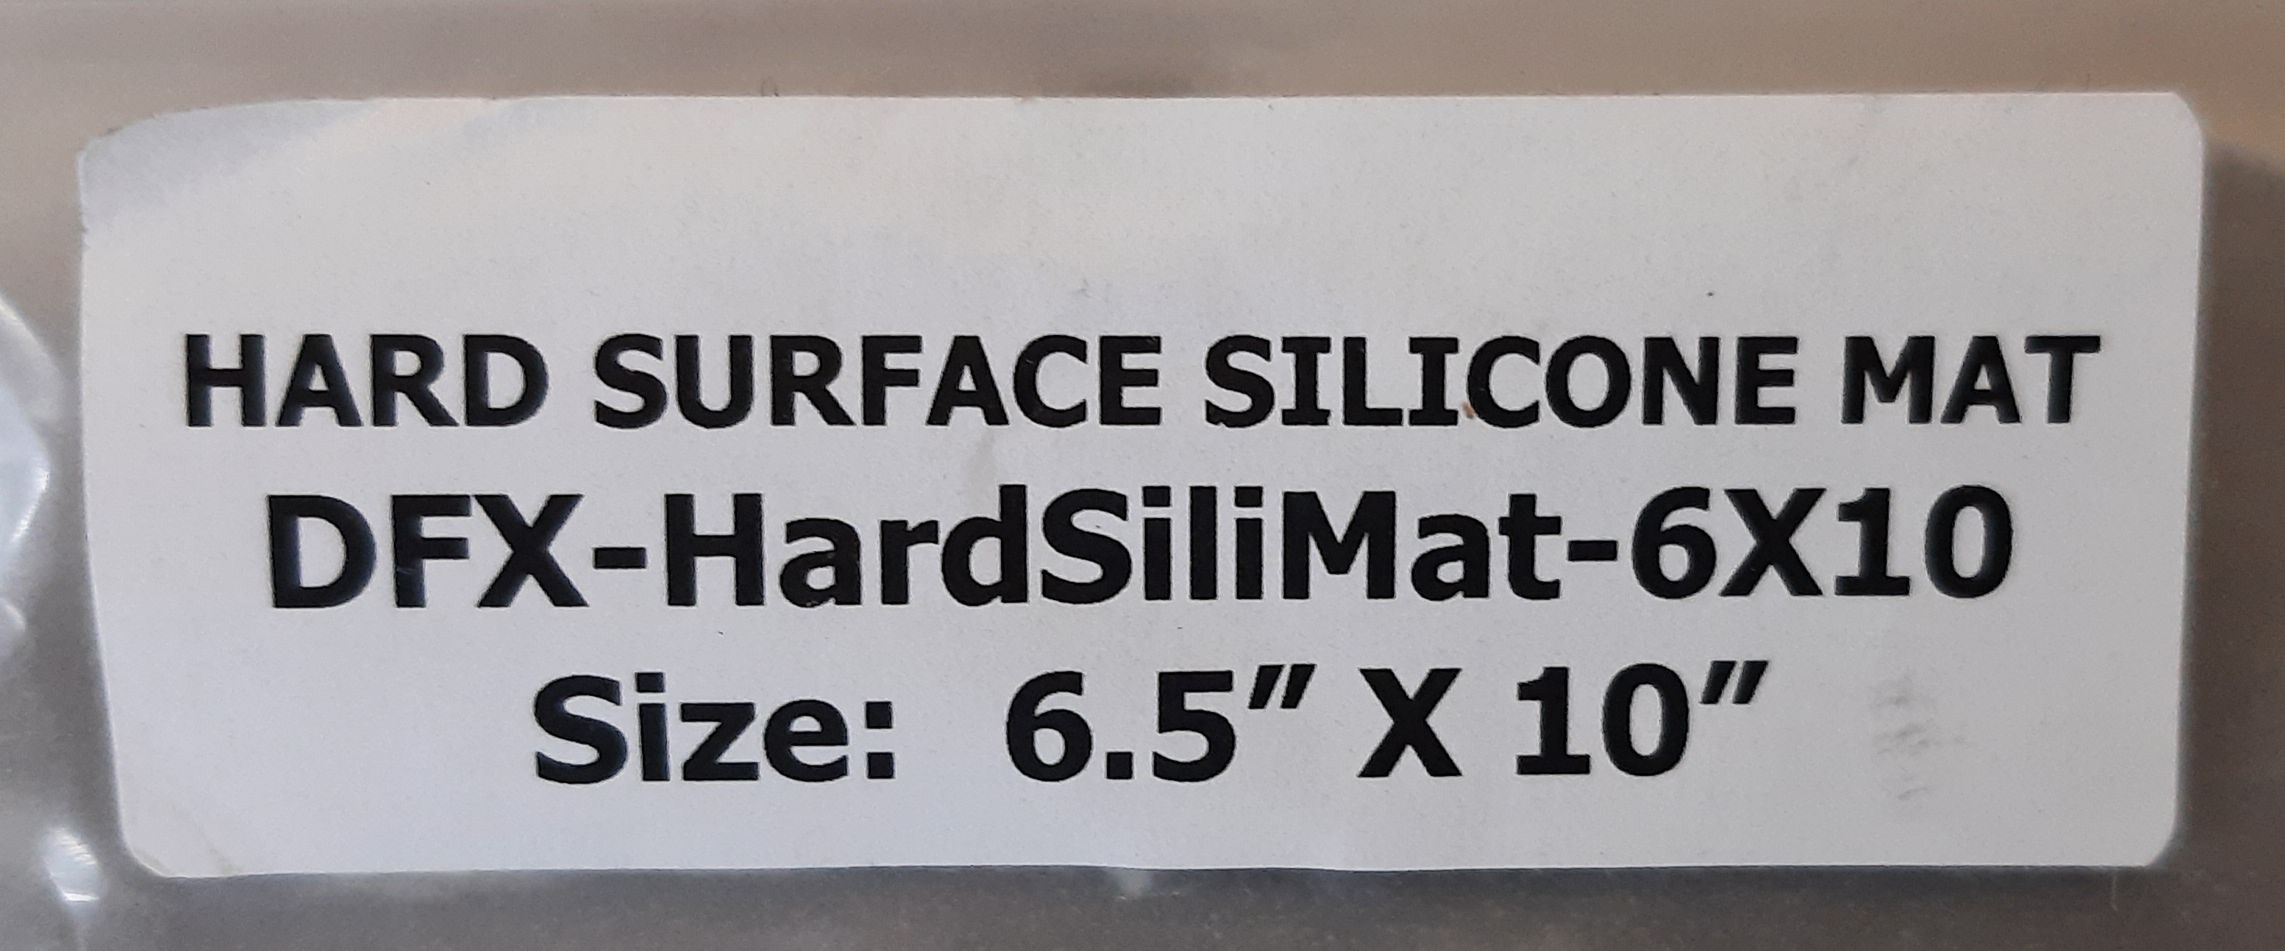 HARD SURFACE SILICONE MAT
DFX-HardSiliMat-6X10
Size:  6.5” X 10”